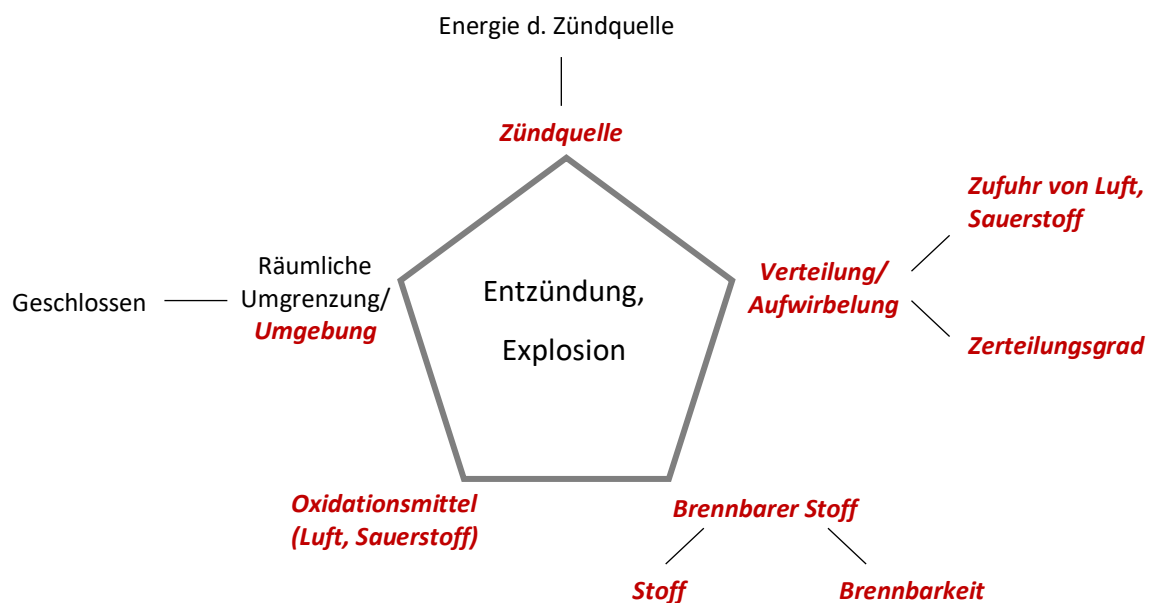 Energie d. Zündquelle
Zündquelle
Zufuhr von Luft,
Sauerstoff
Verteilung/
Aufwirbelung
Zerteilungsgrad
Räumliche
Umgrenzung/
Umgebung
Geschlossen
Entzündung,
Explosion
Oxidationsmittel
(Luft, Sauerstoff)
Brennbarer Stoff
Stoff
Brennbarkeit